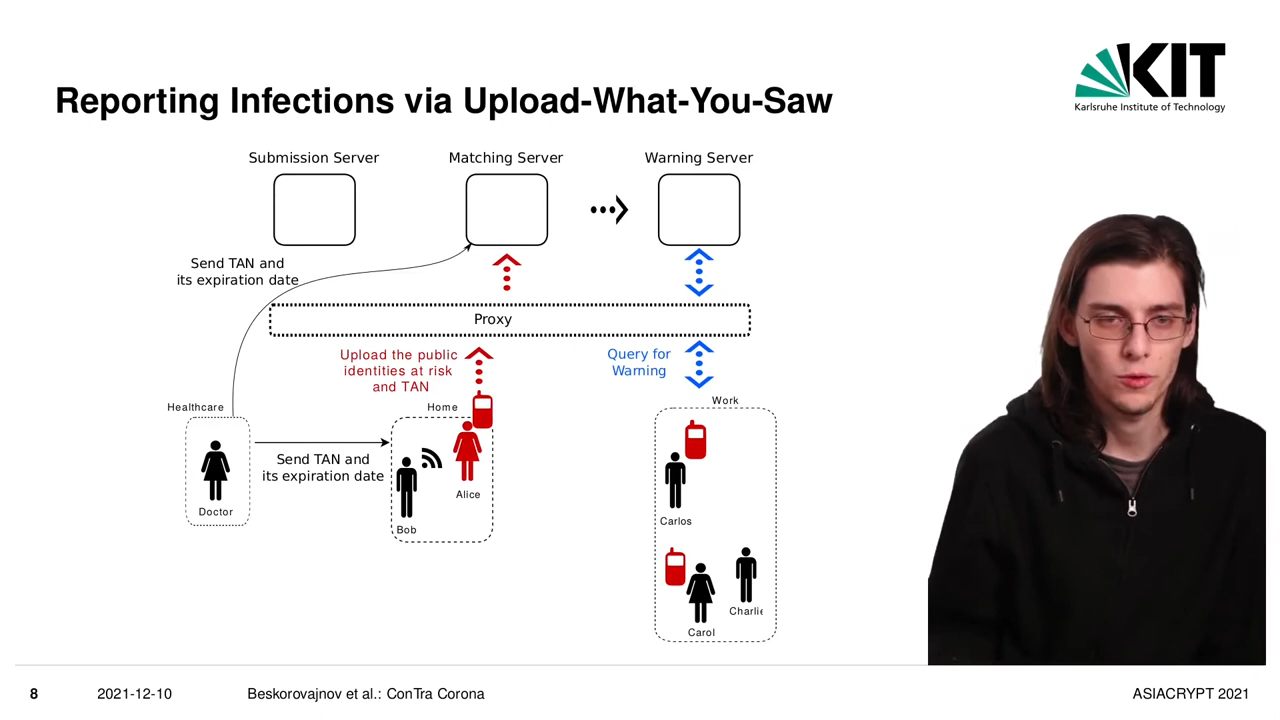 KIT
Karlsruhe Institute of Technology
Reporting Infections via Upload-What-You-Saw
Submission Server
Matching Server
Warning Server
Send TAN and
its expiration date
Proxy
Upload the public
identities at risk
and TAN
Query for
Warning
Healthcare
Home
Work
Send TAN and
its expiration date
Doctor
Alice
Bob
Carlos
Carol
Charlie
8
2021-12-10
Beskorovajnov et al.: ConTra Corona
ASIACRYPT 2021